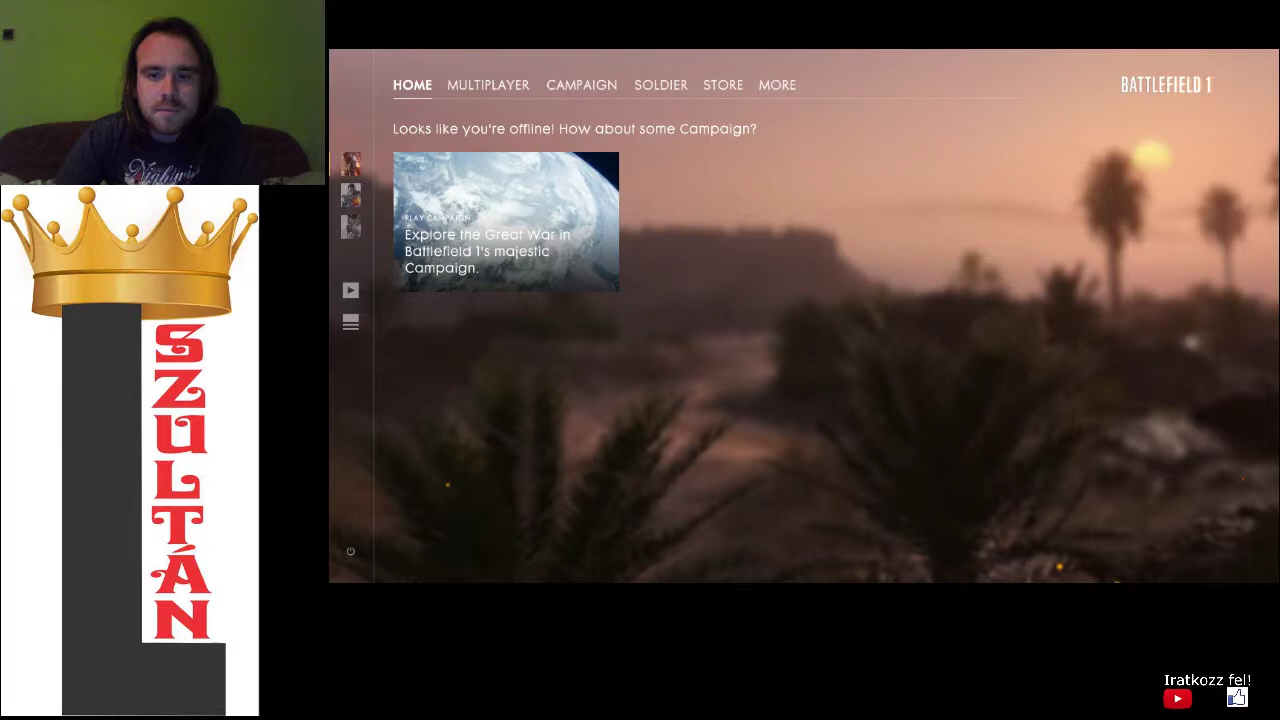 Nightwish
SZULTÁN
L
HOME MULTIPLAYER CAMPAIGN SOLDIER STORE MORE
BATTLEFIELD 1
Looks like you're offline! How about some Campaign?
PLAY CAMPAIGN
Explore the Great War in
Battlefield 1's majestic
Campaign.
Iratkozz fel!